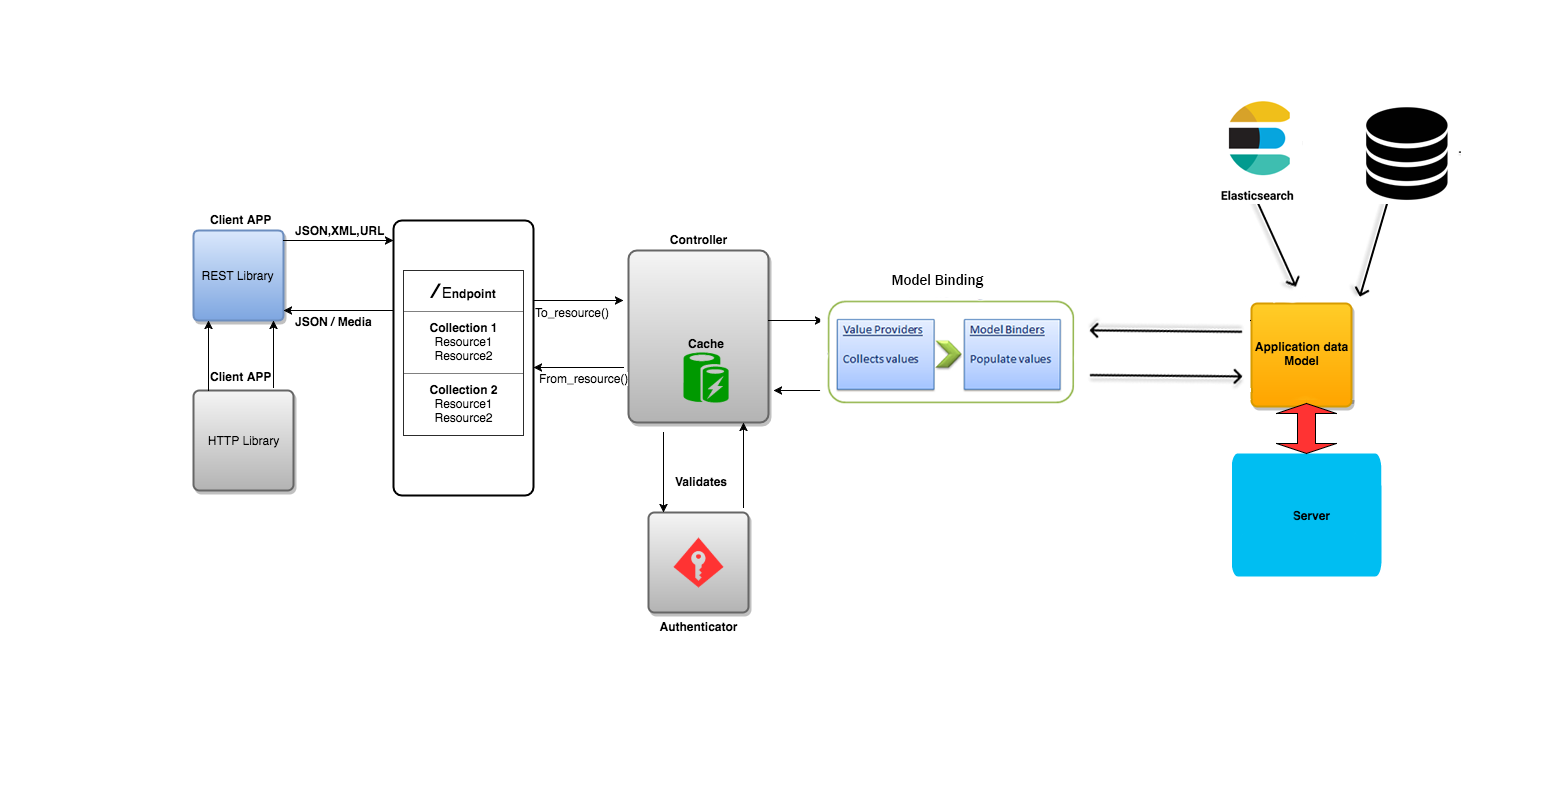 Client APP
REST Library
JSON,XML,URL
JSON / Media
Client APP
HTTP Library
/Endpoint
Collection 1
Resource1
Resource2
Collection 2
Resource1
Resource2
To_resource()
From_resource()
Controller
Cache
Validates
Authenticator
Model Binding
Value Providers
Collects values
Model Binders
Populate values
Elasticsearch
Application data
Model
Server